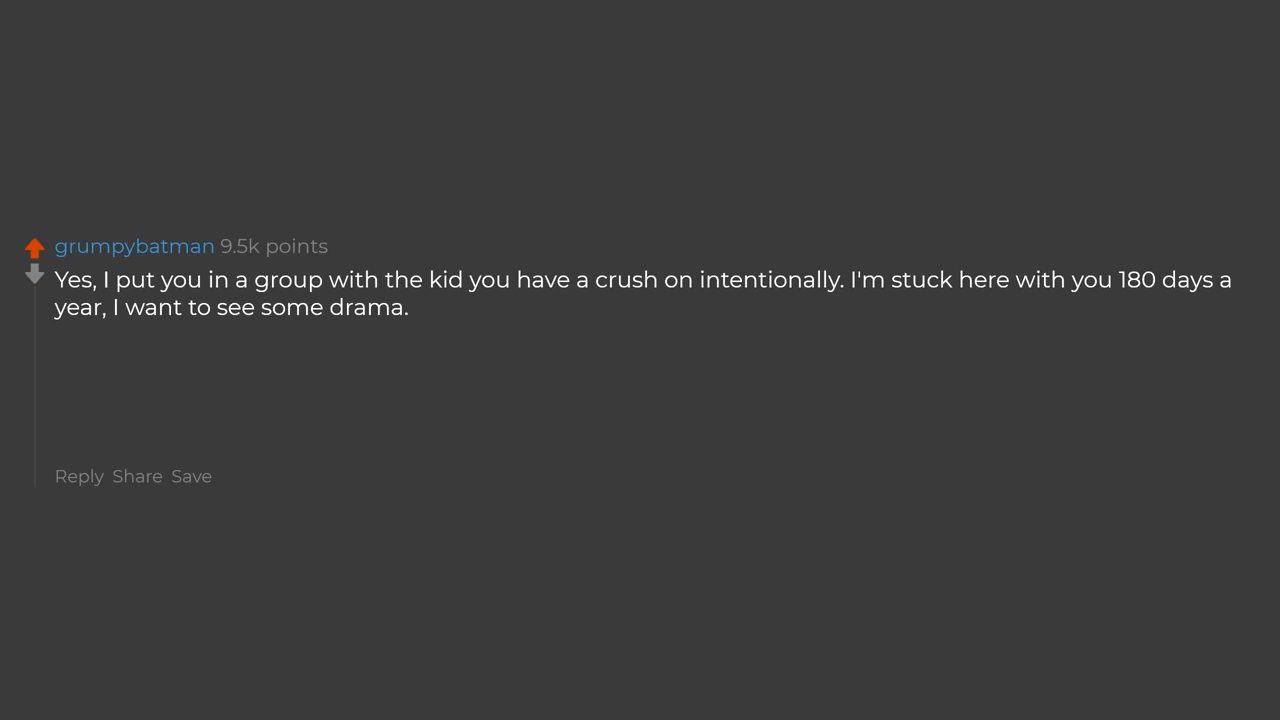 grumpybatman 9.5k points
Yes, I put you in a group with the kid you have a crush on intentionally. I'm stuck here with you 180 days a
year, I want to see some drama.
Reply Share Save